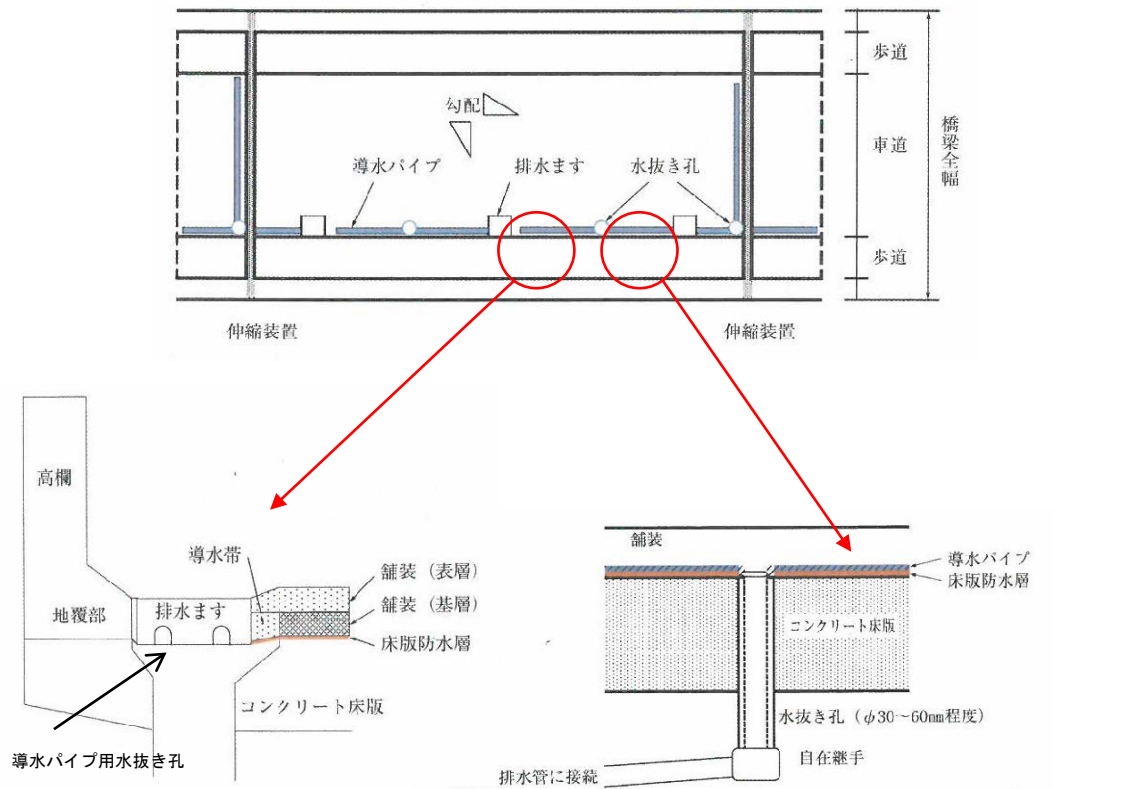 歩道
勾配
車道
橋梁全幅
導水パイプ
排水ます
水抜き孔
歩道
伸縮装置
伸縮装置
高欄
導水帯
舗装（表層）
舗装（基層）
床版防水層
地覆部
排水ます
コンクリート床版
導水パイプ用水抜き孔
舗装
導水パイプ
床版防水層
コンクリート床版
水抜き孔（φ30～60mm程度）
自在継手
排水管に接続